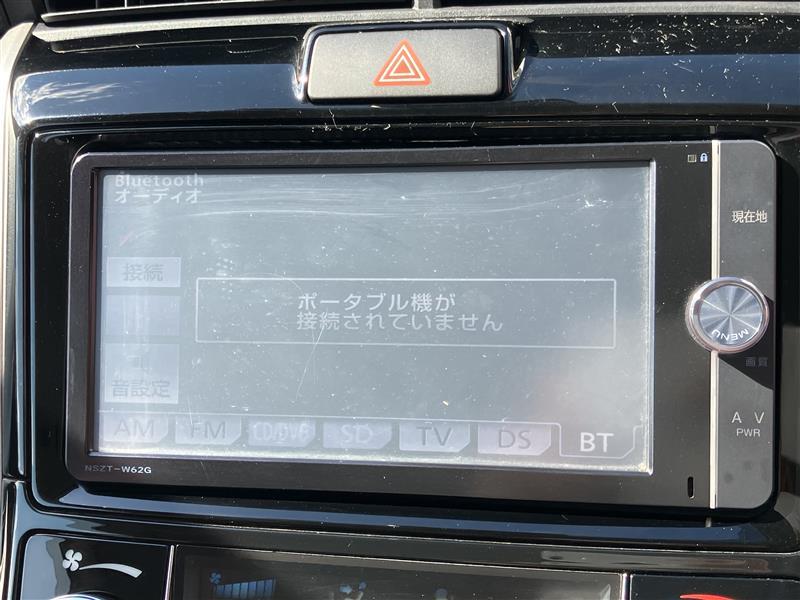 Bluetooth
オーディオ
現在地
接続
ポータブル機が
接続されていません
MENU
画質
音設定
AM FM CD/DVD SD TV DS BT
A V
PWR
NSZT-W62G